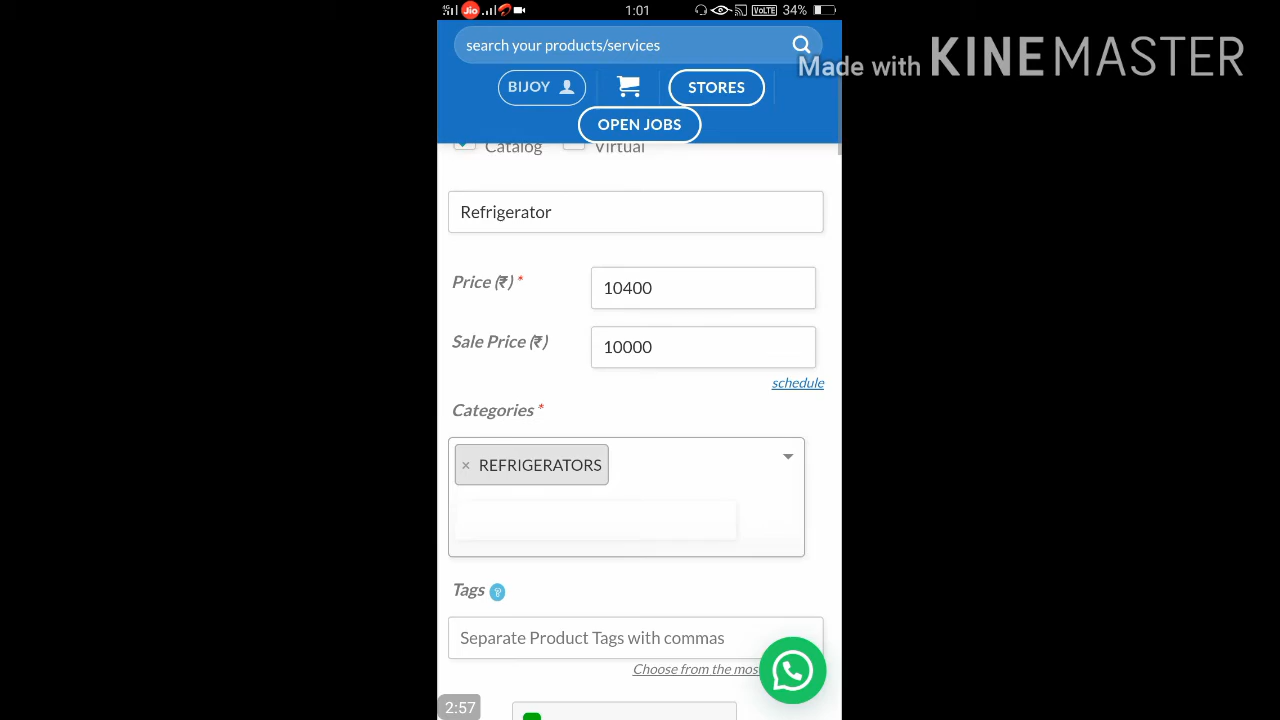 4G Jio 1:01 VoLTE 34%
search your products/services
Made with KINEMASTER
BIJOY STORES
OPEN JOBS
Catalog Virtual
Refrigerator
Price (₹) * 10400
Sale Price (₹) 10000
schedule
Categories *
× REFRIGERATORS
Tags ?
Separate Product Tags with commas
Choose from the mos
2:57